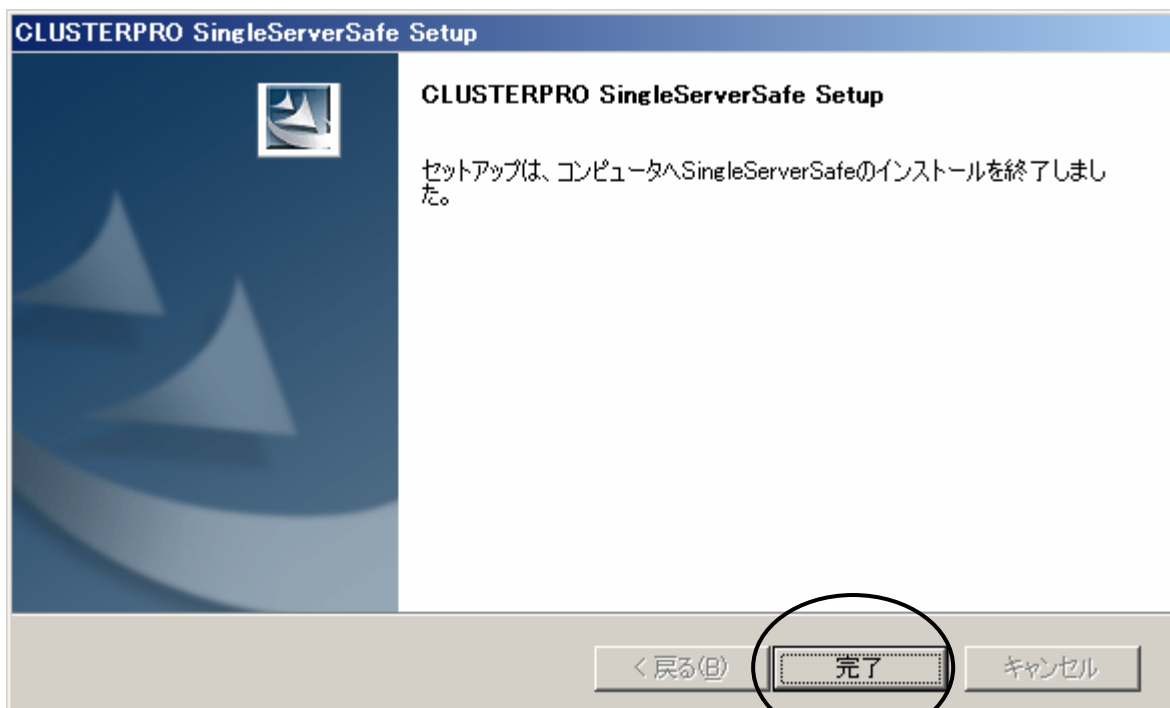 CLUSTERPRO SingleServerSafe Setup
CLUSTERPRO SingleServerSafe Setup
セットアップは、コンピュータへSingleServerSafeのインストールを終了しまし
た。
< 戻る(B) 完了 キャンセル